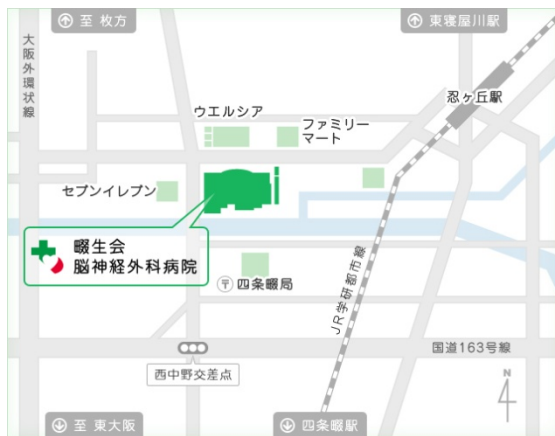 至 枚方
東寝屋川駅
大阪外環状線
忍ヶ丘駅
ウエルシア
ファミリー
マート
セブンイレブン
畷生会
脳神経外科病院
〒四条畷局
JR学研都市線
国道163号線
西中野交差点
N
至 東大阪
四条畷駅